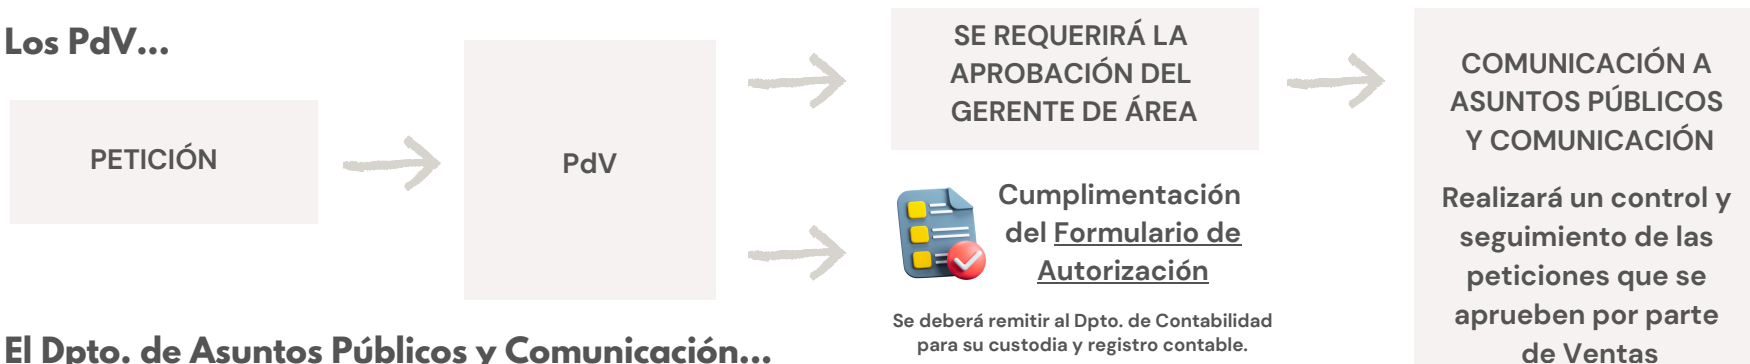 Los PdV...
PETICIÓN
PdV
SE REQUERIRÁ LA
APROBACIÓN DEL
GERENTE DE ÁREA
Cumplimentación
del Formulario de
Autorización
Se deberá remitir al Dpto. de Contabilidad
para su custodia y registro contable.
COMUNICACIÓN A
ASUNTOS PÚBLICOS
Y COMUNICACIÓN
Realizará un control y
seguimiento de las
peticiones que se
aprueben por parte
de Ventas
El Dpto. de Asuntos Públicos y Comunicación...